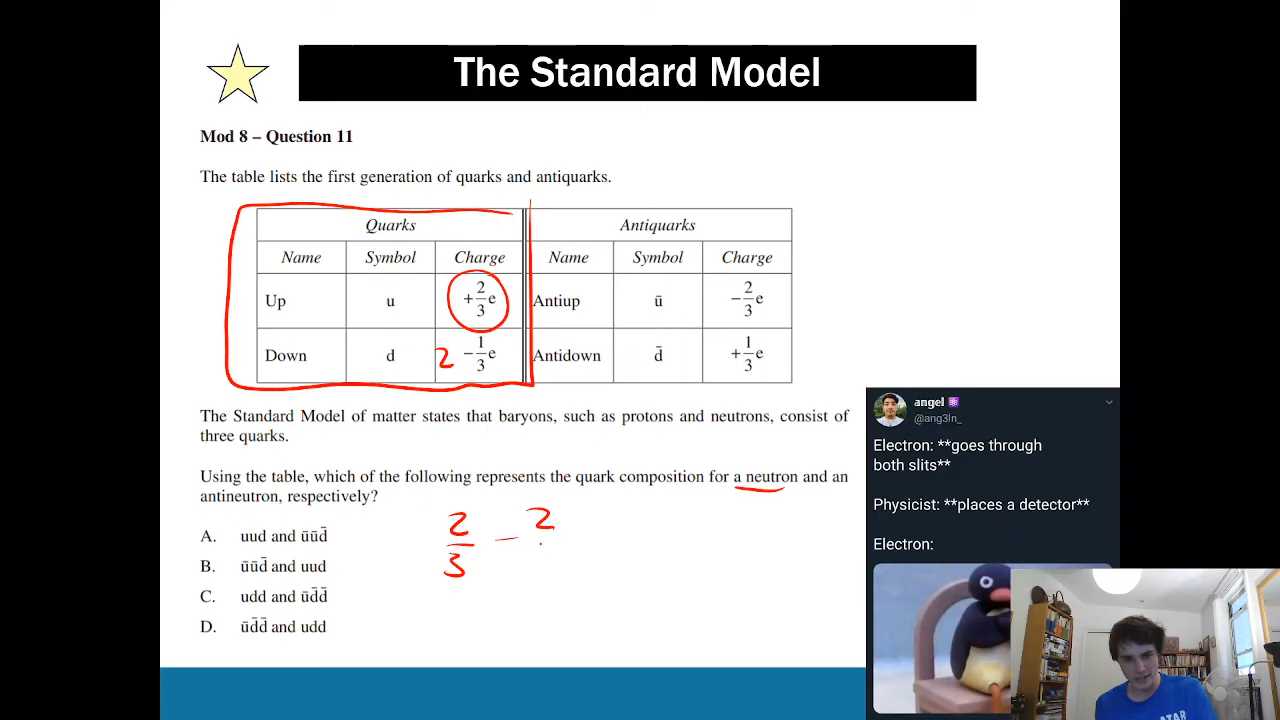 The Standard Model
Mod 8 – Question 11
The table lists the first generation of quarks and antiquarks.
Quarks Antiquarks
Name Symbol Charge Name Symbol Charge
Up u +2/3 e Antiup ū −2/3 e
Down d 2 −1/3 e Antidown d̄ +1/3 e
The Standard Model of matter states that baryons, such as protons and neutrons, consist of
three quarks.
Using the table, which of the following represents the quark composition for a neutron and an
antineutron, respectively?
A. uud and ūūd̄
B. ūūd̄ and uud
C. udd and ūd̄d̄
D. ūd̄d̄ and udd
2/3 − 2
angel
@ang3ln_
Electron: **goes through
both slits**
Physicist: **places a detector**
Electron: